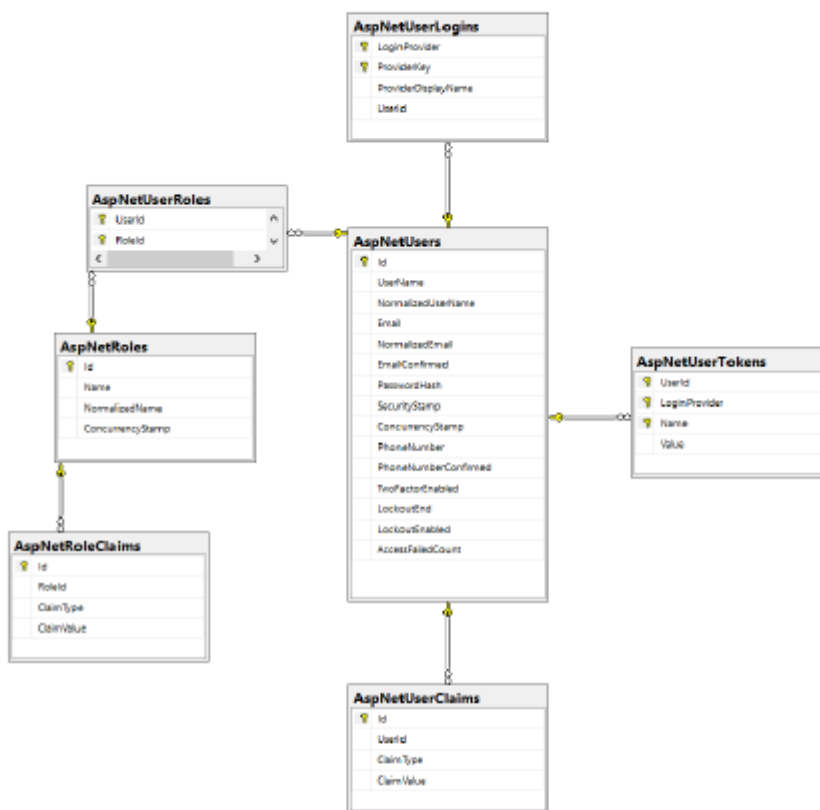 AspNetUserLogins
LoginProvider
ProviderKey
ProviderDisplayName
UserId
AspNetUserRoles
UserId
RoleId
AspNetUsers
Id
UserName
NormalizedUserName
Email
NormalizedEmail
EmailConfirmed
PasswordHash
SecurityStamp
ConcurrencyStamp
PhoneNumber
PhoneNumberConfirmed
TwoFactorEnabled
LockoutEnd
LockoutEnabled
AccessFailedCount
AspNetRoles
Id
Name
NormalizedName
ConcurrencyStamp
AspNetUserTokens
UserId
LoginProvider
Name
Value
AspNetRoleClaims
Id
RoleId
ClaimType
ClaimValue
AspNetUserClaims
Id
UserId
ClaimType
ClaimValue